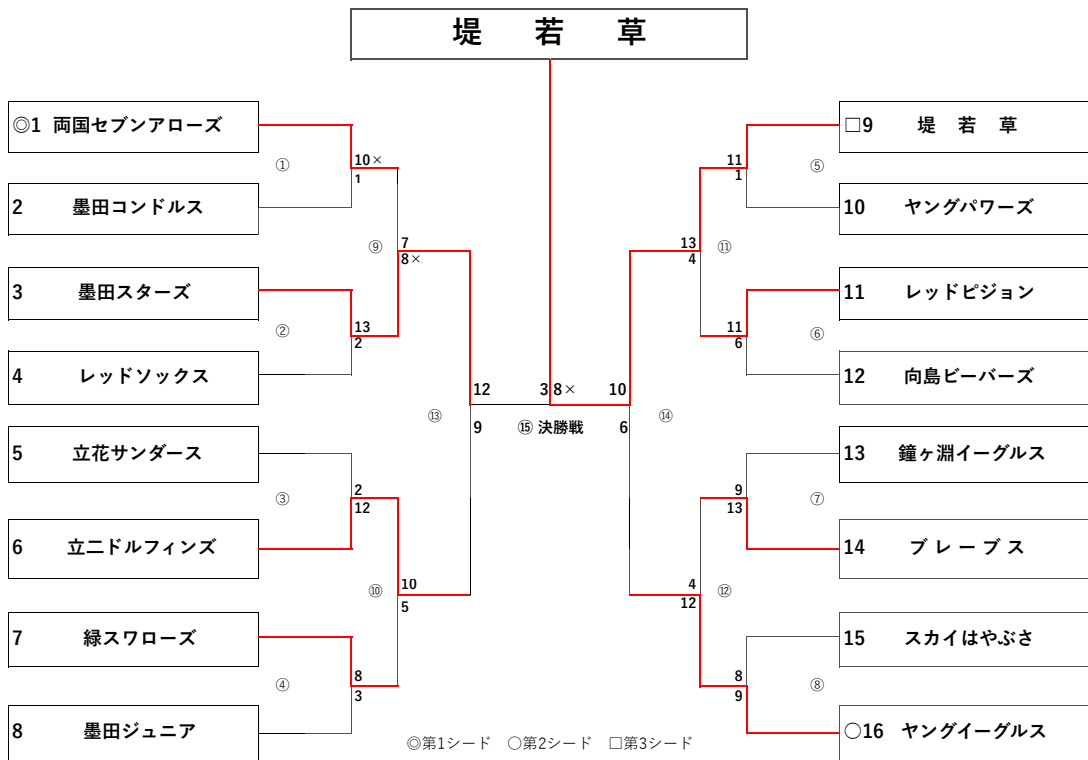 堤 若 草
◎1 両国セブンアローズ
①
10×
1
2 墨田コンドルス
⑨
7
8×
3 墨田スターズ
②
13
2
4 レッドソックス
⑬
12
9
5 立花サンダース
③
2
12
6 立二ドルフィンズ
⑩
10
5
7 緑スワローズ
④
8
3
8 墨田ジュニア
3 8×
⑮ 決勝戦
□9 堤 若 草
⑤
11
1
10 ヤングパワーズ
⑪
13
4
11 レッドピジョン
⑥
11
6
12 向島ビーバーズ
⑭
10
6
13 鐘ヶ淵イーグルス
⑦
9
13
14 ブレーブス
⑫
4
12
15 スカイはやぶさ
⑧
8
9
○16 ヤングイーグルス
◎第1シード ○第2シード □第3シード